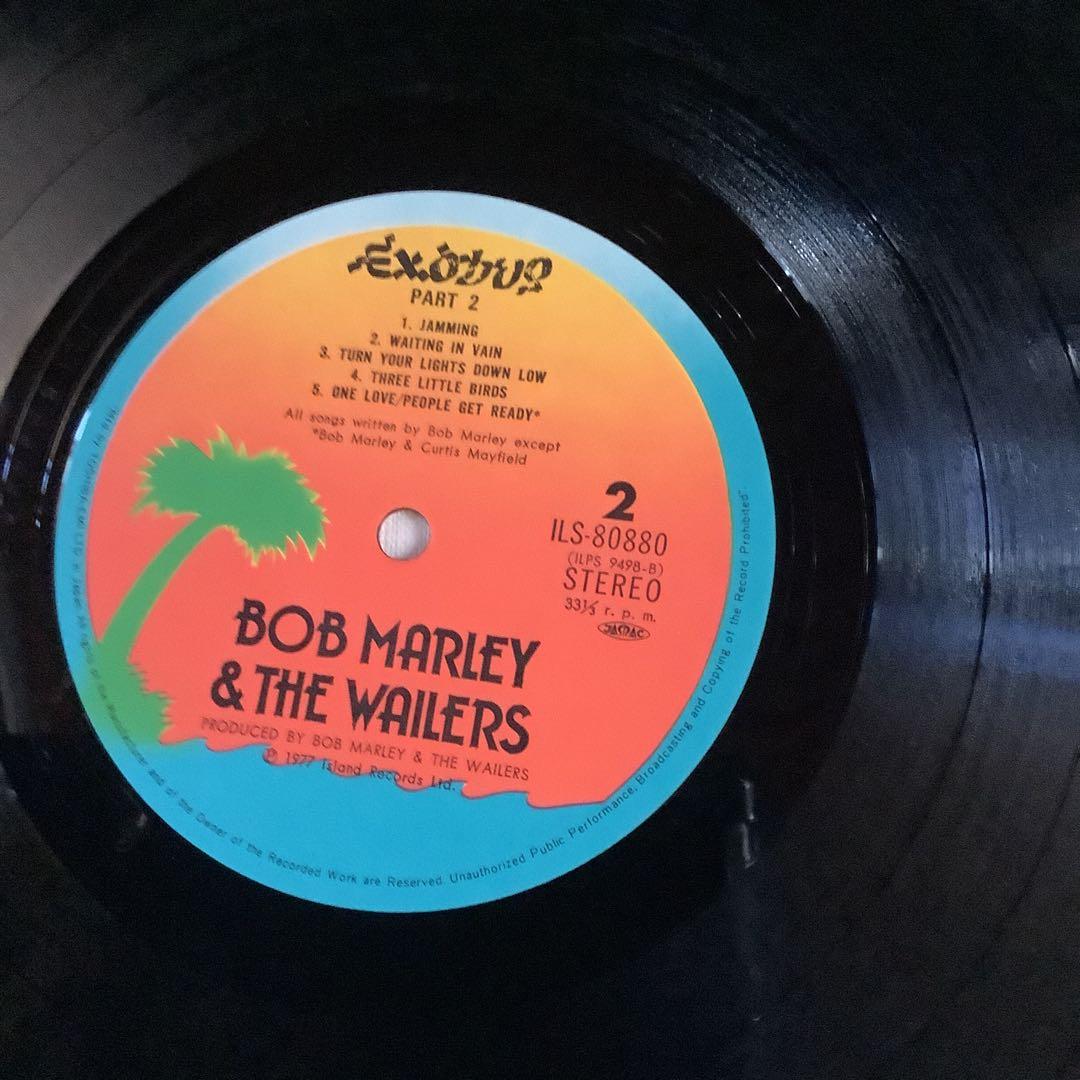 Exodus
PART 2
1. JAMMING
2. WAITING IN VAIN
3. TURN YOUR LIGHTS DOWN LOW
4. THREE LITTLE BIRDS
5. ONE LOVE/PEOPLE GET READY*
All songs written by Bob Marley except
*Bob Marley & Curtis Mayfield
2
ILS-80880
(ILPS 9498-B)
STEREO
33⅓ r. p. m.
JASRAC
BOB MARLEY
& THE WAILERS
PRODUCED BY BOB MARLEY & THE WAILERS
℗ 1977 Island Records Ltd.
Manufacturer and of the Owner of the Recorded Work are Reserved. Unauthorized Public Performance, Broadcasting and Copying of the Record Prohibited"